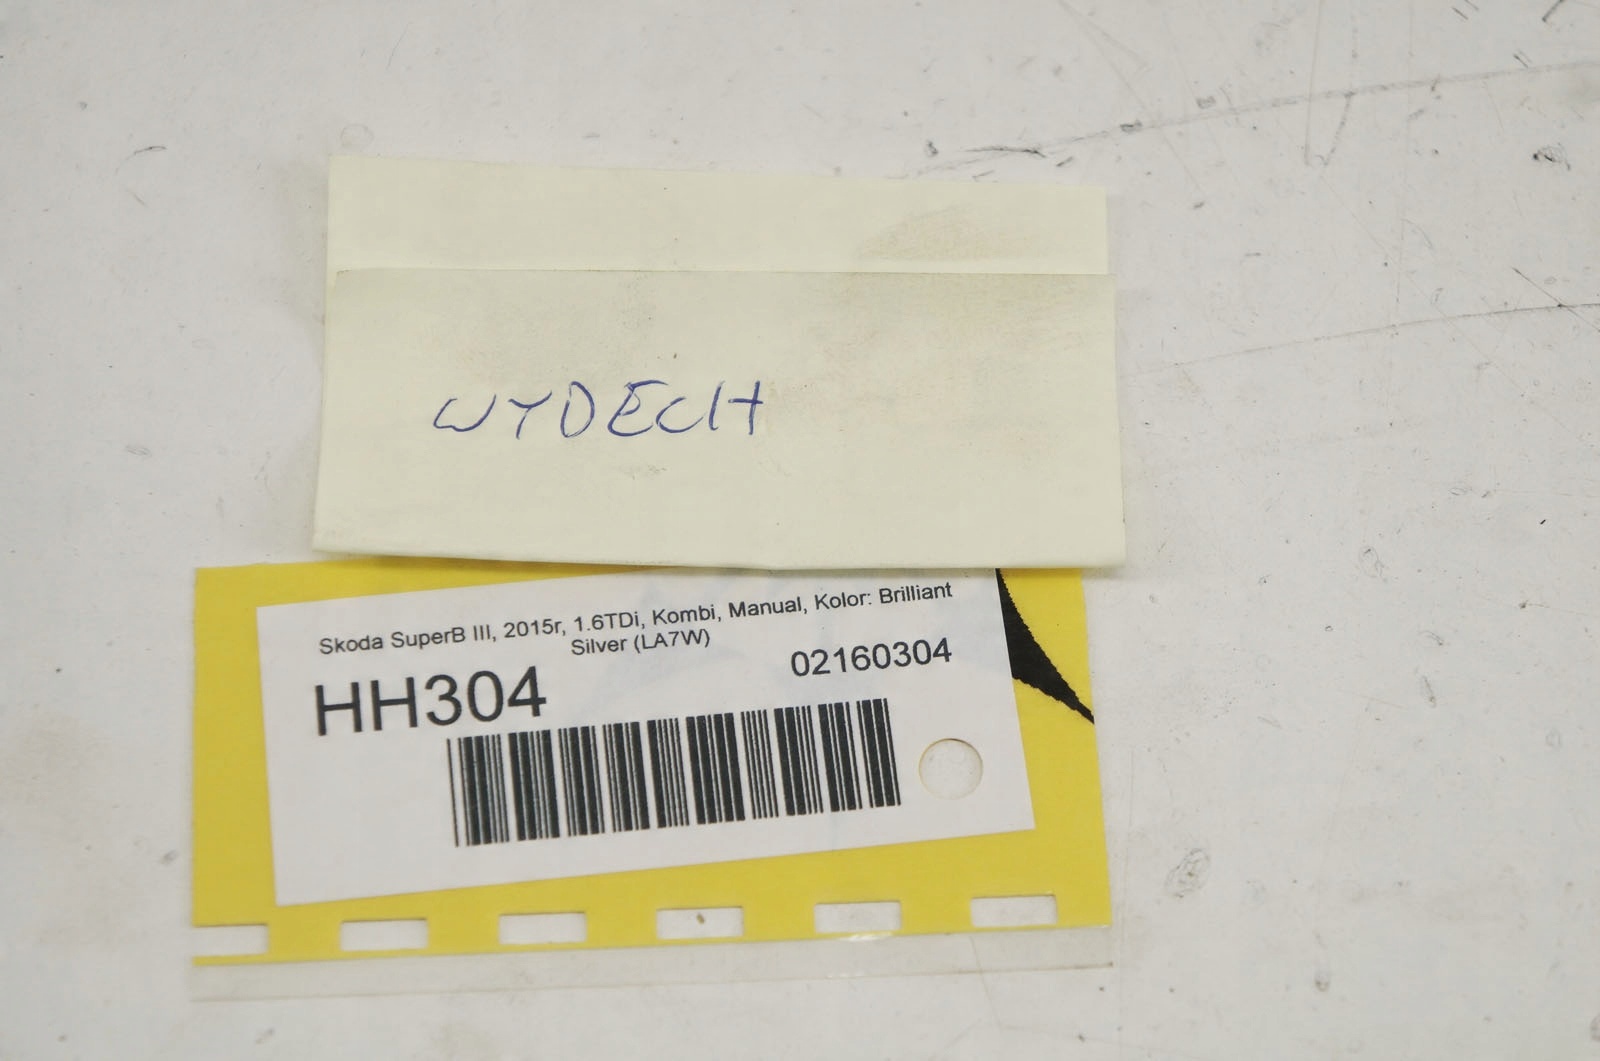 WYDECH
Skoda SuperB III, 2015r, 1.6TDi, Kombi, Manual, Kolor: Brilliant
Silver (LA7W)
HH304
02160304